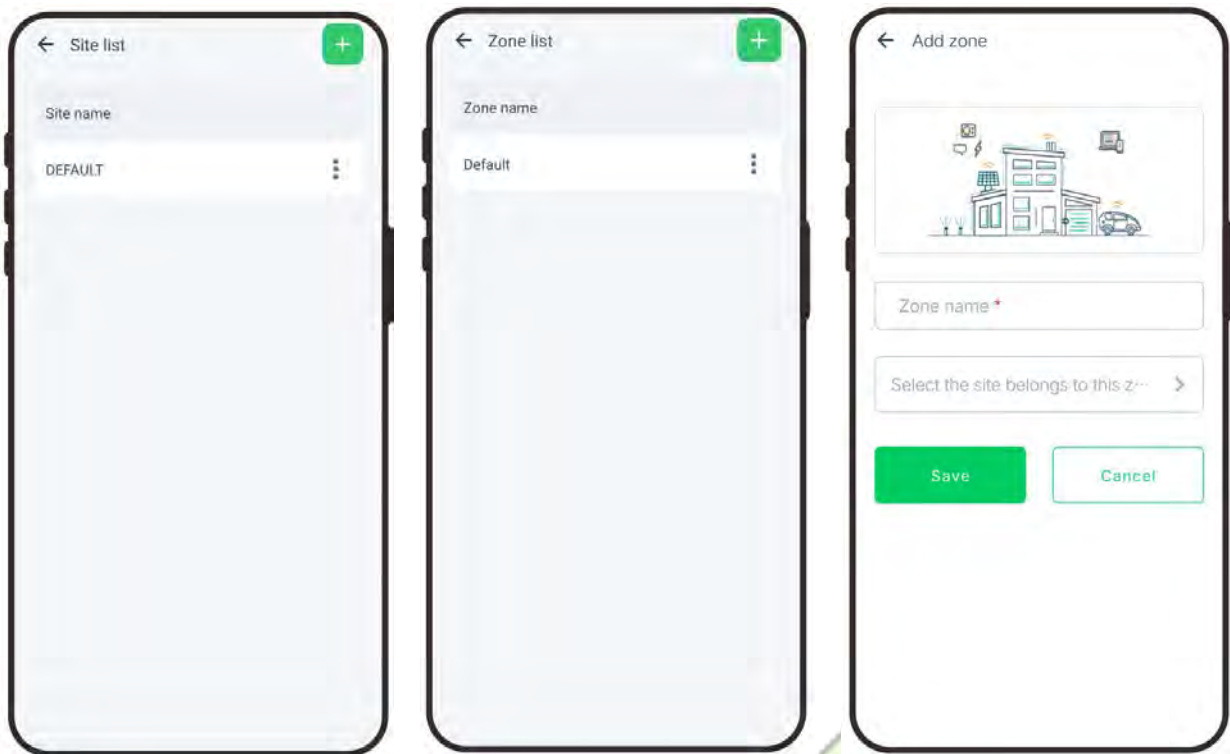 Site list
+
Site name
DEFAULT
Zone list
+
Zone name
Default
Add zone
Zone name *
Select the site belongs to this z···
Save
Cancel